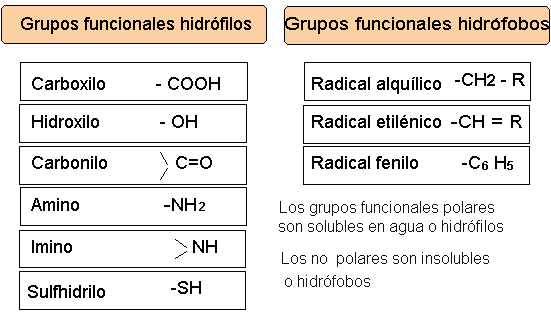 Grupos funcionales hidrófilos
Carboxilo - COOH
Hidroxilo - OH
Carbonilo C=O
Amino -NH₂
Imino NH
Sulfhidrilo -SH
Grupos funcionales hidrófobos
Radical alquílico -CH2 - R
Radical etilénico -CH = R
Radical fenilo -C₆ H₅
Los grupos funcionales polares
son solubles en agua o hidrófilos
Los no polares son insolubles
o hidrófobos